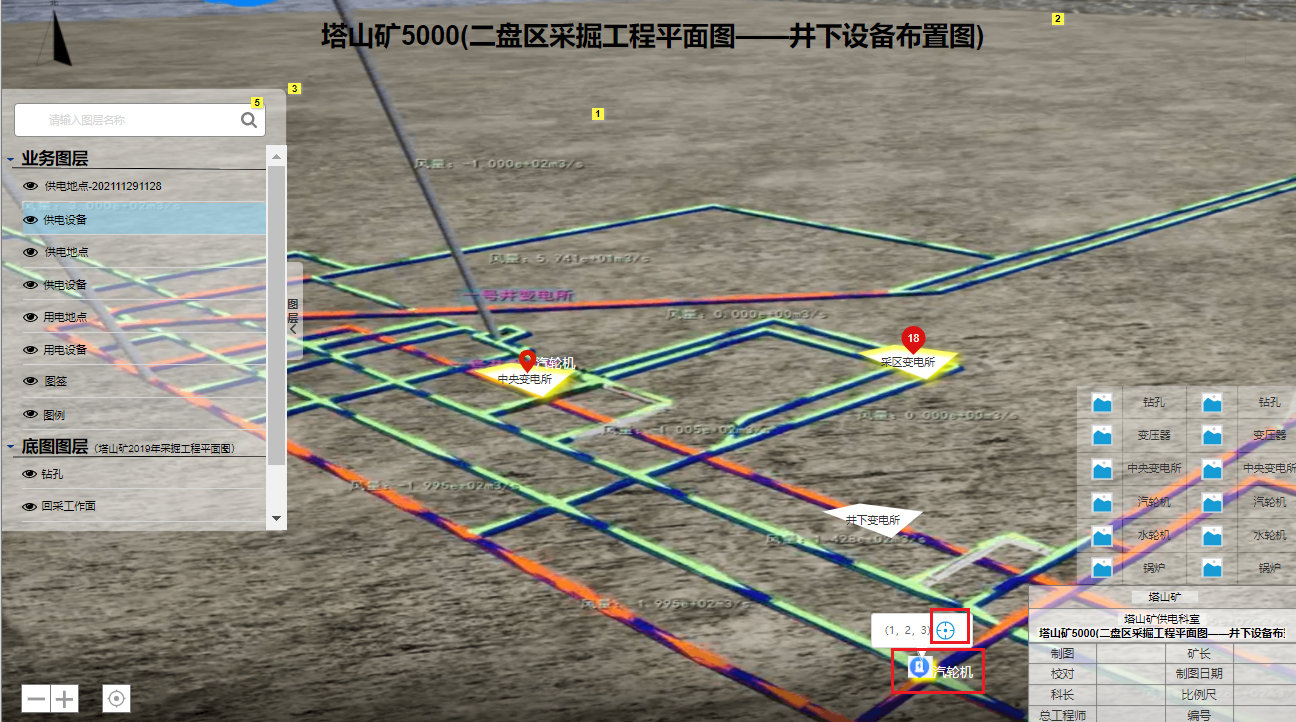 塔山矿5000(二盘区采掘工程平面图——井下设备布置图)
2
3
5
1
请输入图层名称
业务图层
供电地点-202111291128
供电设备
供电地点
供电设备
用电地点
用电设备
图签
图例
底图图层 (塔山矿2019年采掘工程平面图)
钻孔
回采工作面
图层
风量: -1.000e+02m3/s
风量: 5.741e+01m3/s
一号井变电所
风量: 0.000e+02m3/s
汽轮机
中央变电所
18
采区变电所
风量: 0.000e+02m3/s
风量: -1.005e+02m3/s
风量: -1.995e+02m3/s
井下变电所
风量: 1.428e+02m3/s
风量: 1.995e+02m3/s
(1, 2, 3)
汽轮机
钻孔 钻孔
变压器 变压器
中央变电所 中央变电所
汽轮机 汽轮机
水轮机 水轮机
锅炉 锅炉
塔山矿
塔山矿供电科室
塔山矿5000(二盘区采掘工程平面图——井下设备布
制图 矿长
校对 制图日期
科长 比例尺
总工程师 编号